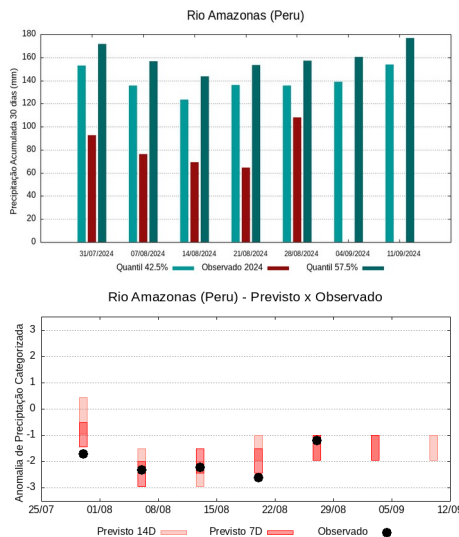 Rio Amazonas (Peru)
Precipitação Acumulada 30 dias (mm)
180
160
140
120
100
80
60
40
20
0
31/07/2024 07/08/2024 14/08/2024 21/08/2024 28/08/2024 04/09/2024 11/09/2024
Quantil 42.5% Observado 2024 Quantil 57.5%
Rio Amazonas (Peru) - Previsto x Observado
Anomalia de Preciptação Categorizada
3
2
1
0
-1
-2
-3
25/07 01/08 08/08 15/08 22/08 29/08 05/09 12/09
Previsto 14D Previsto 7D Observado